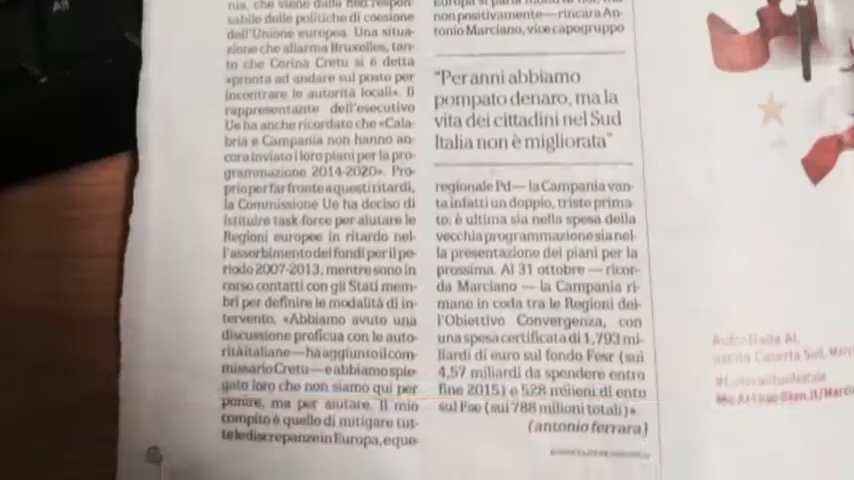 nia, che viene dalla neo respon-
sabile delle politiche di coesione
dell'Unione europea. Una situa-
zione che allarma Bruxelles, tan-
to che Corina Cretu si è detta
«pronta ad andare sul posto per
incontrare le autorità locali». Il
rappresentante dell'esecutivo
Ue ha anche ricordato che «Cala-
bria e Campania non hanno an-
cora inviato i loro piani per la pro-
grammazione 2014-2020». Pro-
prio per far fronte a questi ritardi,
la Commissione Ue ha deciso di
istituire task-force per aiutare le
Regioni europee in ritardo nel-
l'assorbimento dei fondi per il pe-
riodo 2007-2013, mentre sono in
corso contatti con gli Stati mem-
bri per definire le modalità di in-
tervento. «Abbiamo avuto una
discussione proficua con le auto-
rità italiane — ha aggiunto il com-
missario Cretu — e abbiamo spie-
gato loro che non siamo qui per
punire, ma per aiutare. Il mio
compito è quello di mitigare tut-
te le discrepanze in Europa, e que-
non positivamente — rincara An-
tonio Marciano, vicecapogruppo
"Per anni abbiamo
pompato denaro, ma la
vita dei cittadini nel Sud
Italia non è migliorata"
regionale Pd — la Campania van-
ta infatti un doppio, triste prima-
to: è ultima sia nella spesa della
vecchia programmazione sia nel-
la presentazione dei piani per la
prossima. Al 31 ottobre — ricor-
da Marciano — la Campania ri-
mane in coda tra le Regioni del-
l'Obiettivo Convergenza, con
una spesa certificata di 1,793 mi-
liardi di euro sul fondo Fesr (sui
4,57 miliardi da spendere entro
fine 2015) e 528 milioni di euro
sul Fse (sui 788 milioni totali)».
(antonio ferrara)
Autostrada A1,
uscita Caserta Sud, Marc
Alt